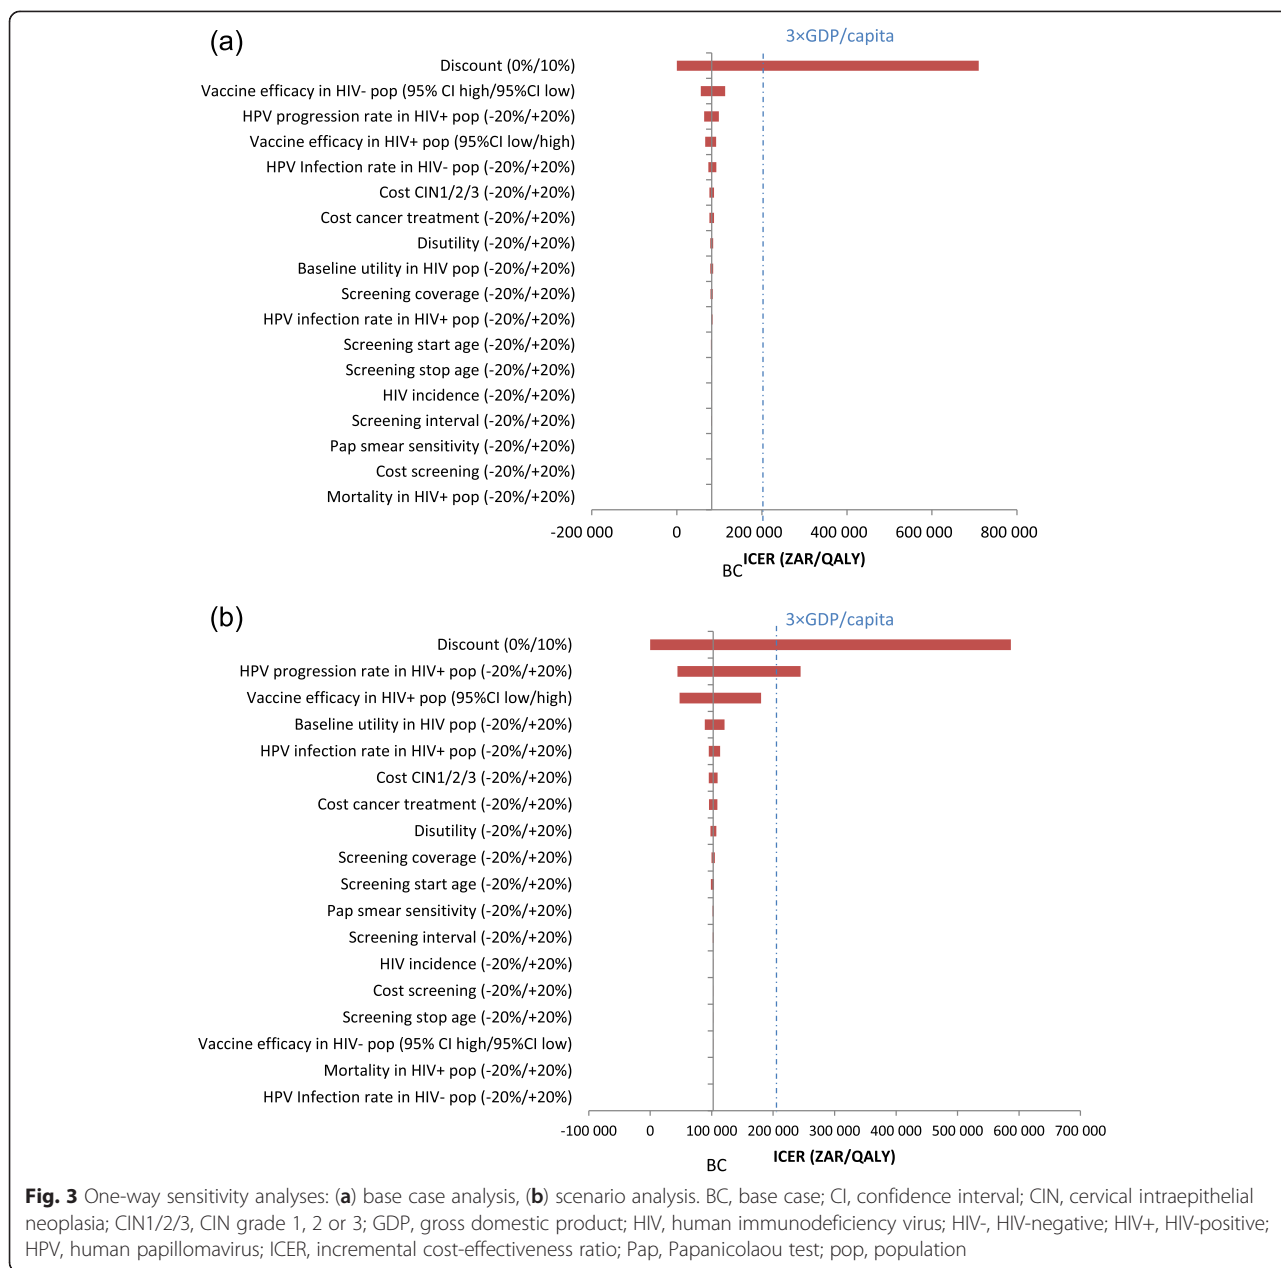 (a)
3×GDP/capita
Discount (0%/10%)
Vaccine efficacy in HIV- pop (95% CI high/95%CI low)
HPV progression rate in HIV+ pop (-20%/+20%)
Vaccine efficacy in HIV+ pop (95%CI low/high)
HPV Infection rate in HIV- pop (-20%/+20%)
Cost CIN1/2/3 (-20%/+20%)
Cost cancer treatment (-20%/+20%)
Disutility (-20%/+20%)
Baseline utility in HIV pop (-20%/+20%)
Screening coverage (-20%/+20%)
HPV infection rate in HIV+ pop (-20%/+20%)
Screening start age (-20%/+20%)
Screening stop age (-20%/+20%)
HIV incidence (-20%/+20%)
Screening interval (-20%/+20%)
Pap smear sensitivity (-20%/+20%)
Cost screening (-20%/+20%)
Mortality in HIV+ pop (-20%/+20%)
-200 000 0 200 000 400 000 600 000 800 000
ICER (ZAR/QALY)
BC
(b)
3×GDP/capita
Discount (0%/10%)
HPV progression rate in HIV+ pop (-20%/+20%)
Vaccine efficacy in HIV+ pop (95%CI low/high)
Baseline utility in HIV pop (-20%/+20%)
HPV infection rate in HIV+ pop (-20%/+20%)
Cost CIN1/2/3 (-20%/+20%)
Cost cancer treatment (-20%/+20%)
Disutility (-20%/+20%)
Screening coverage (-20%/+20%)
Screening start age (-20%/+20%)
Pap smear sensitivity (-20%/+20%)
Screening interval (-20%/+20%)
HIV incidence (-20%/+20%)
Cost screening (-20%/+20%)
Screening stop age (-20%/+20%)
Vaccine efficacy in HIV- pop (95% CI high/95%CI low)
Mortality in HIV+ pop (-20%/+20%)
HPV Infection rate in HIV- pop (-20%/+20%)
-100 000 0 100 000 200 000 300 000 400 000 500 000 600 000 700 000
ICER (ZAR/QALY)
BC
Fig. 3 One-way sensitivity analyses: (a) base case analysis, (b) scenario analysis. BC, base case; CI, confidence interval; CIN, cervical intraepithelial
neoplasia; CIN1/2/3, CIN grade 1, 2 or 3; GDP, gross domestic product; HIV, human immunodeficiency virus; HIV-, HIV-negative; HIV+, HIV-positive;
HPV, human papillomavirus; ICER, incremental cost-effectiveness ratio; Pap, Papanicolaou test; pop, population